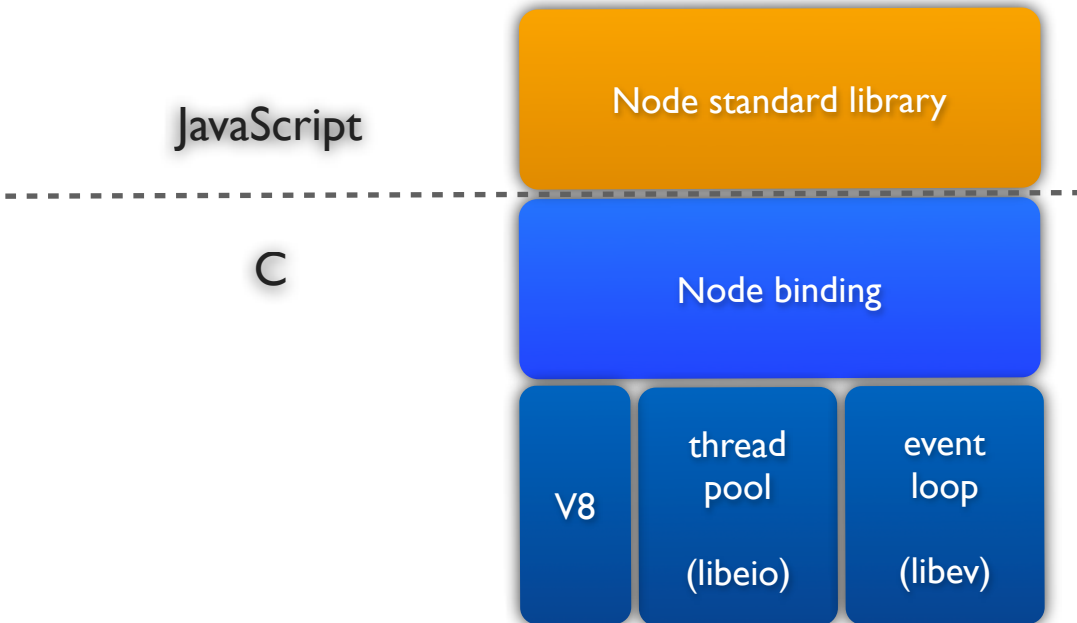 JavaScript
Node standard library
C
Node binding
V8
thread
pool
(libeio)
event
loop
(libev)